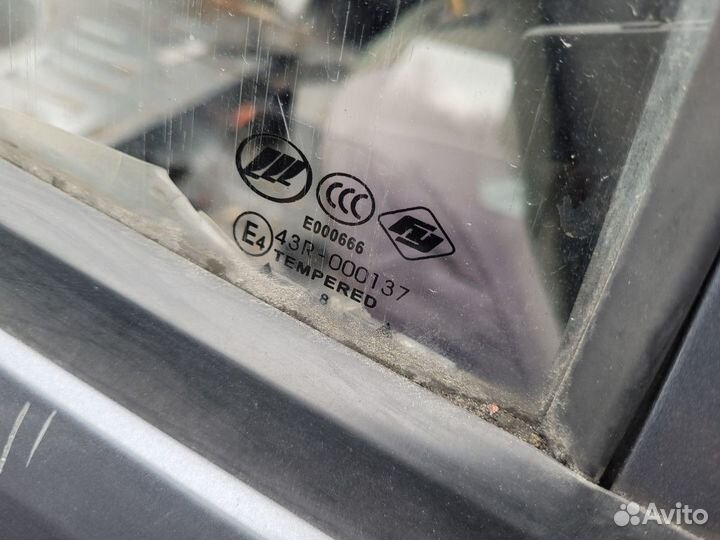 CCC
E000666
E4 43R-000137
TEMPERED
8
Avito